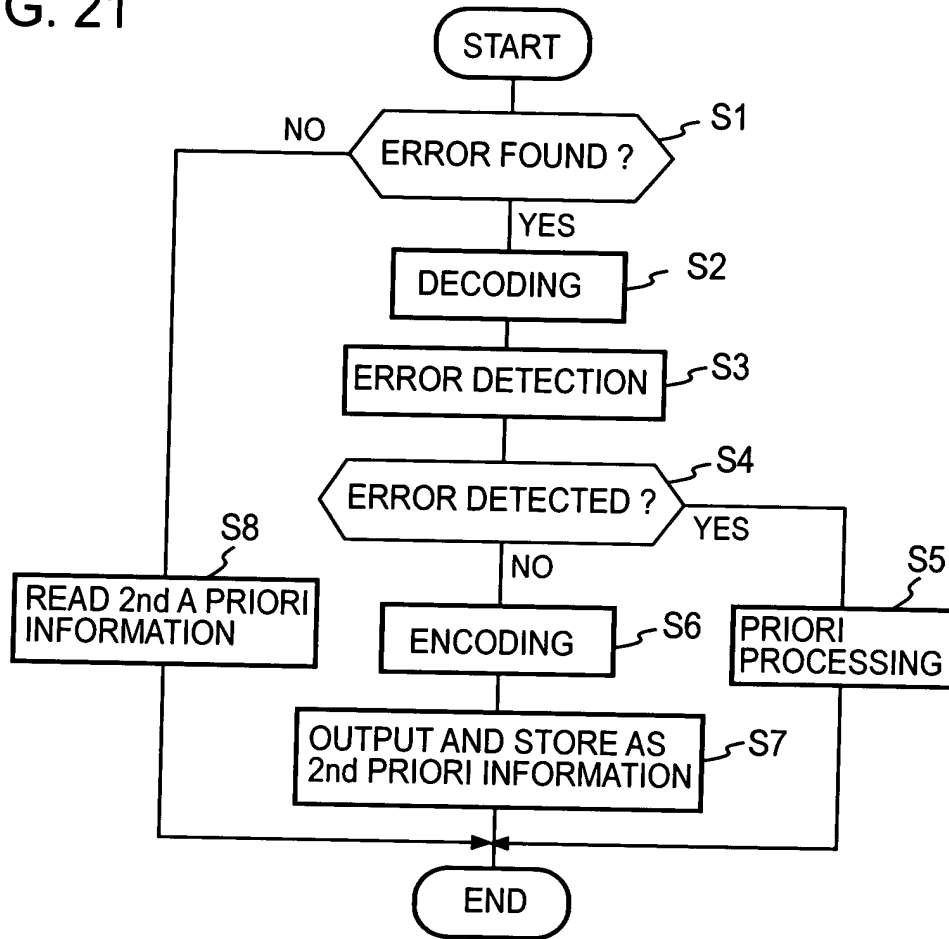 G. 21
START
NO
ERROR FOUND ?
S1
YES
DECODING
S2
ERROR DETECTION
S3
ERROR DETECTED ?
S4
YES
NO
S8
READ 2nd A PRIORI
INFORMATION
ENCODING
S6
S5
PRIORI
PROCESSING
OUTPUT AND STORE AS
2nd PRIORI INFORMATION
S7
END